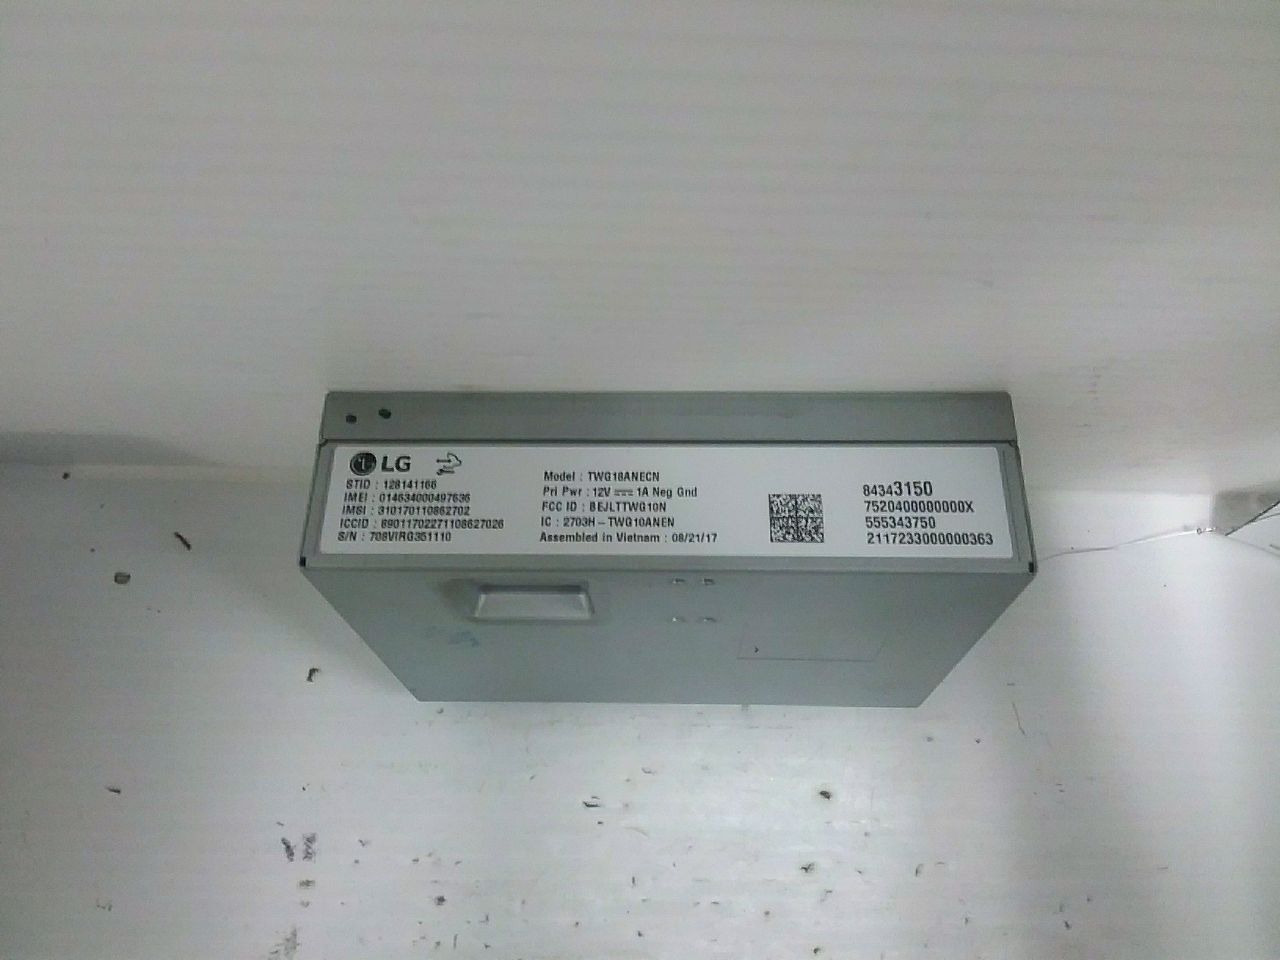 LG
STID : 128141166
IMEI : 014634000497636
IMSI : 310170110862702
ICCID : 89011702271108627026
S/N : 708VIRG351110
Model : TWG18ANECN
Pri Pwr : 12V 1A Neg Gnd
FCC ID : BEJLTTWG10N
IC : 2703H-TWG10ANEN
Assembled in Vietnam : 08/21/17
84343150
7520400000000X
555343750
2117233000000363